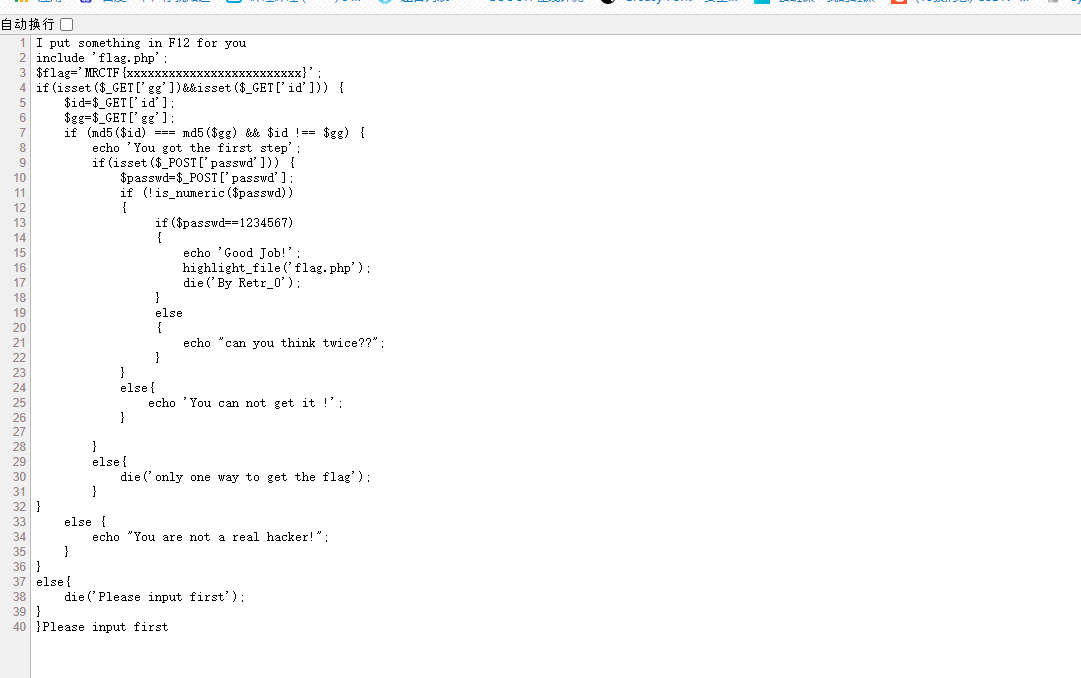 自动换行
1 I put something in F12 for you
2 include 'flag.php';
3 $flag='MRCTF{xxxxxxxxxxxxxxxxxxxxxxxxx}';
4 if(isset($_GET['gg'])&&isset($_GET['id'])) {
5 $id=$_GET['id'];
6 $gg=$_GET['gg'];
7 if (md5($id) === md5($gg) && $id !== $gg) {
8 echo 'You got the first step';
9 if(isset($_POST['passwd'])) {
10 $passwd=$_POST['passwd'];
11 if (!is_numeric($passwd))
12 {
13 if($passwd==1234567)
14 {
15 echo 'Good Job!';
16 highlight_file('flag.php');
17 die('By Retr_0');
18 }
19 else
20 {
21 echo "can you think twice??";
22 }
23 }
24 else{
25 echo 'You can not get it !';
26 }
27
28 }
29 else{
30 die('only one way to get the flag');
31 }
32 }
33 else {
34 echo "You are not a real hacker!";
35 }
36 }
37 else{
38 die('Please input first');
39 }
40 }Please input first